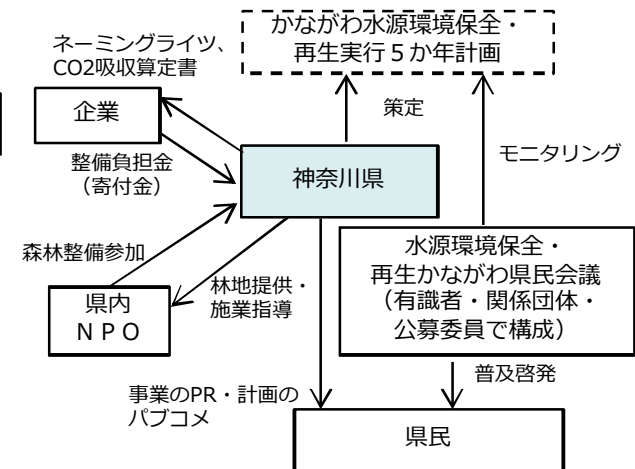 かながわ水源環境保全・
再生実行５か年計画
ネーミングライツ、
CO2吸収算定書
企業
策定
モニタリング
整備負担金
（寄付金）
神奈川県
森林整備参加
水源環境保全・
再生かながわ県民会議
（有識者・関係団体・
公募委員で構成）
林地提供・
施業指導
県内
ＮＰＯ
普及啓発
事業のPR・計画の
パブコメ
県民